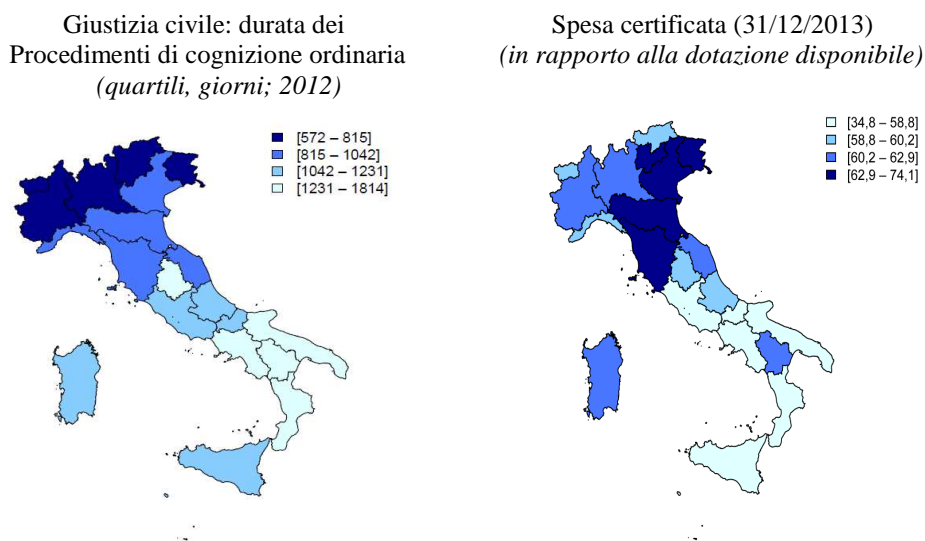 Giustizia civile: durata dei
Procedimenti di cognizione ordinaria
(quartili, giorni; 2012)
[572 – 815]
[815 – 1042]
[1042 – 1231]
[1231 – 1814]
Spesa certificata (31/12/2013)
(in rapporto alla dotazione disponibile)
[34,8 – 58,8]
[58,8 – 60,2]
[60,2 – 62,9]
[62,9 – 74,1]